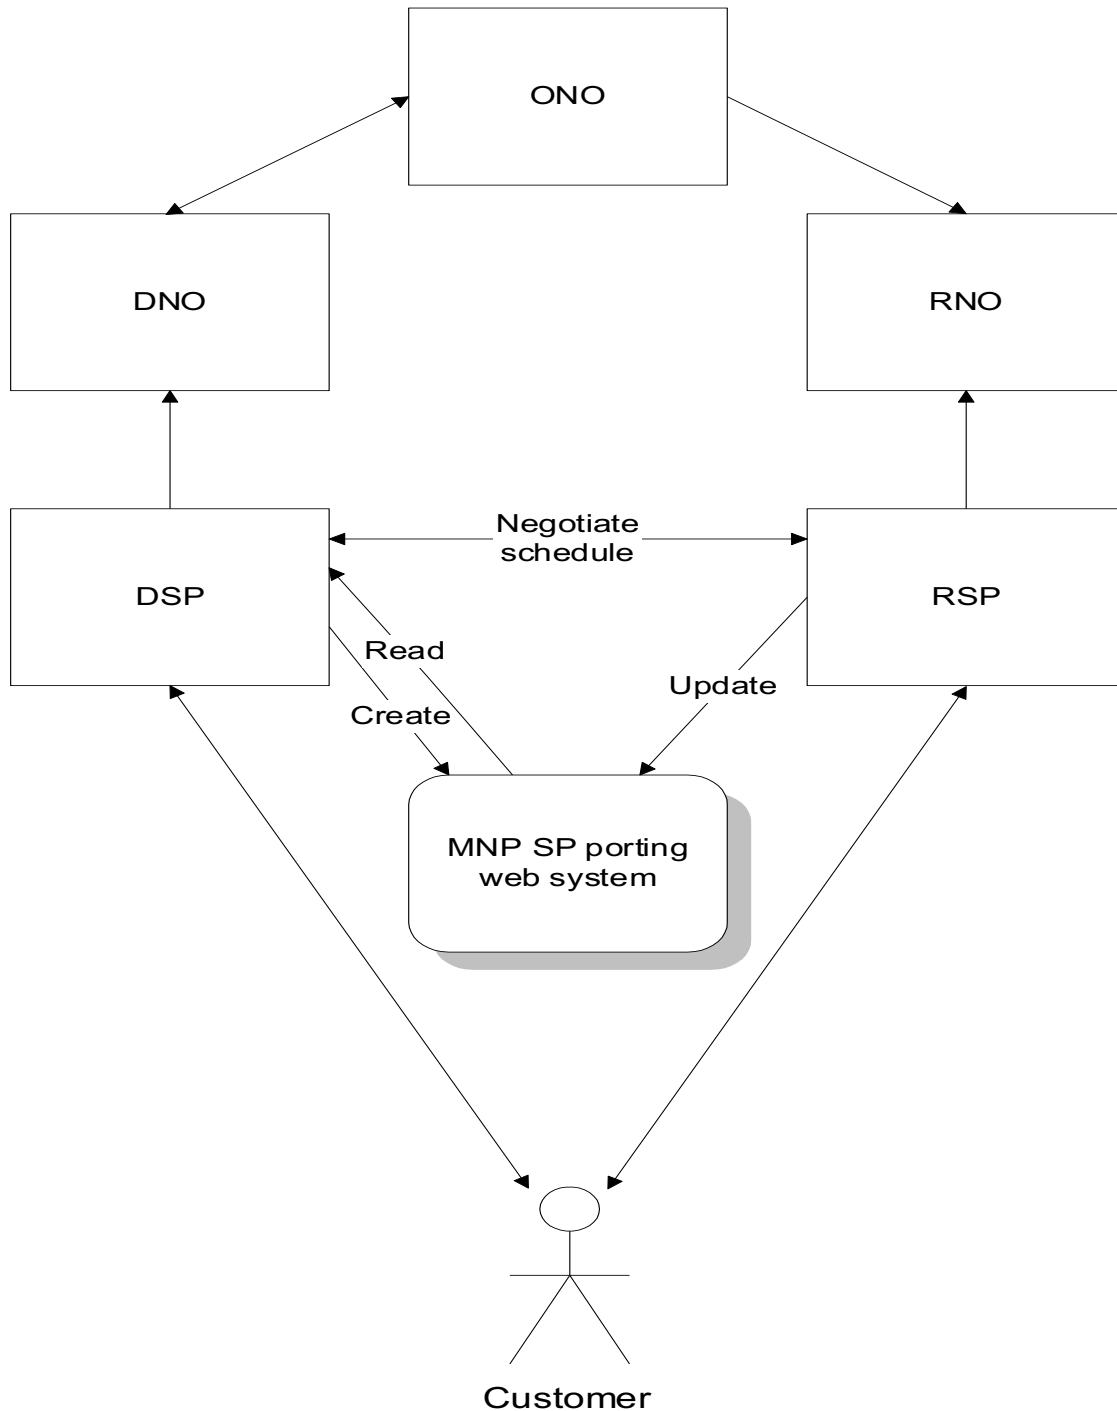 ONO
DNO
RNO
Negotiate
schedule
DSP
RSP
Read
Update
Create
MNP SP porting
web system
Customer